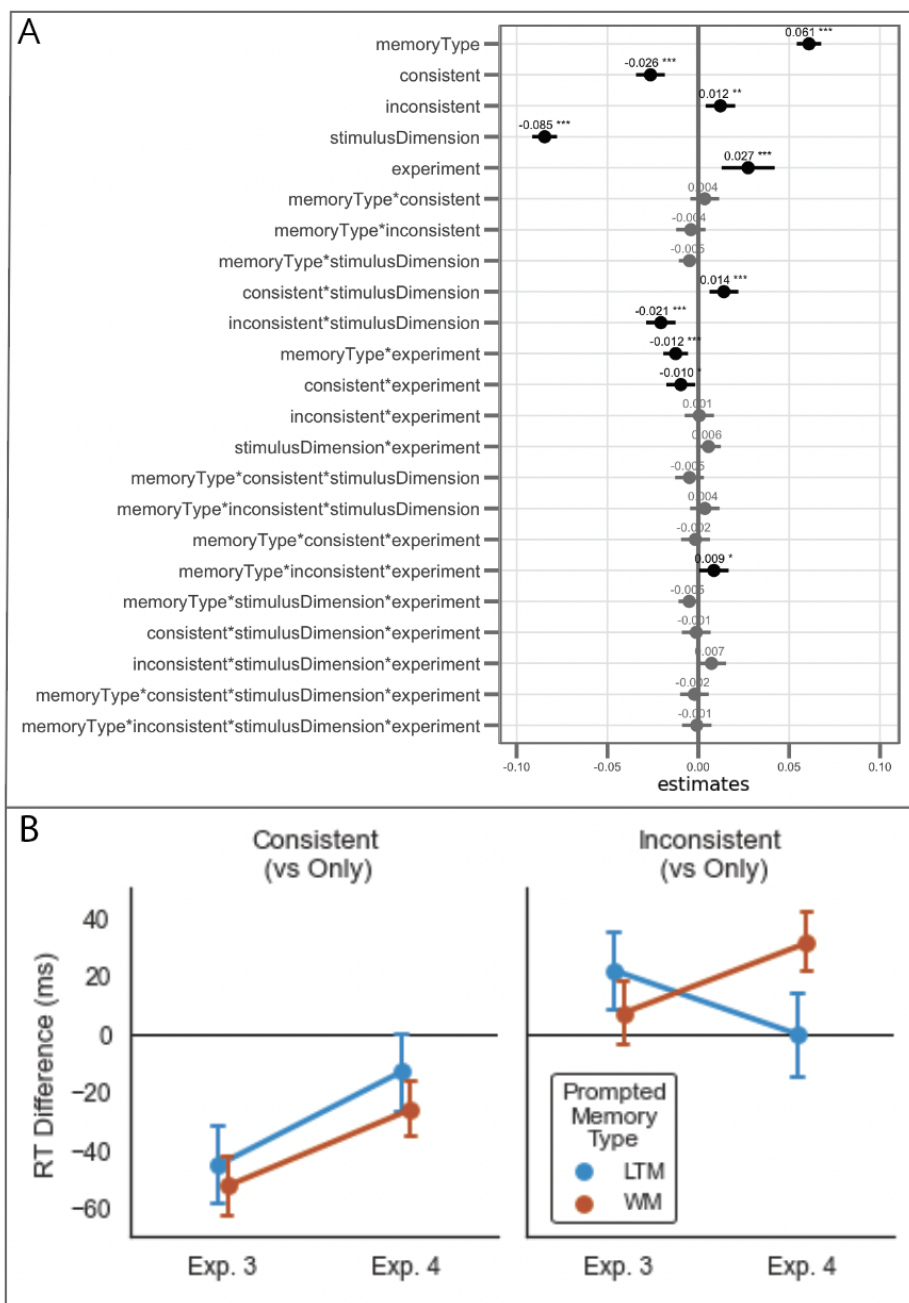 A
memoryType
0.061 ***
consistent
-0.026 ***
inconsistent
0.012 **
stimulusDimension
-0.085 ***
experiment
0.027 ***
memoryType*consistent
0.004
memoryType*inconsistent
-0.004
memoryType*stimulusDimension
-0.005
consistent*stimulusDimension
0.014 ***
inconsistent*stimulusDimension
-0.021 ***
memoryType*experiment
-0.012 ***
consistent*experiment
-0.010 *
inconsistent*experiment
0.001
stimulusDimension*experiment
0.006
memoryType*consistent*stimulusDimension
-0.005
memoryType*inconsistent*stimulusDimension
0.004
memoryType*consistent*experiment
-0.002
memoryType*inconsistent*experiment
0.009 *
memoryType*stimulusDimension*experiment
-0.005
consistent*stimulusDimension*experiment
-0.001
inconsistent*stimulusDimension*experiment
0.007
memoryType*consistent*stimulusDimension*experiment
-0.002
memoryType*inconsistent*stimulusDimension*experiment
-0.001
-0.10 -0.05 0.00 0.05 0.10
estimates
B
Consistent
(vs Only)
Inconsistent
(vs Only)
RT Difference (ms)
40
20
0
−20
−40
−60
Prompted
Memory
Type
LTM
WM
Exp. 3 Exp. 4 Exp. 3 Exp. 4